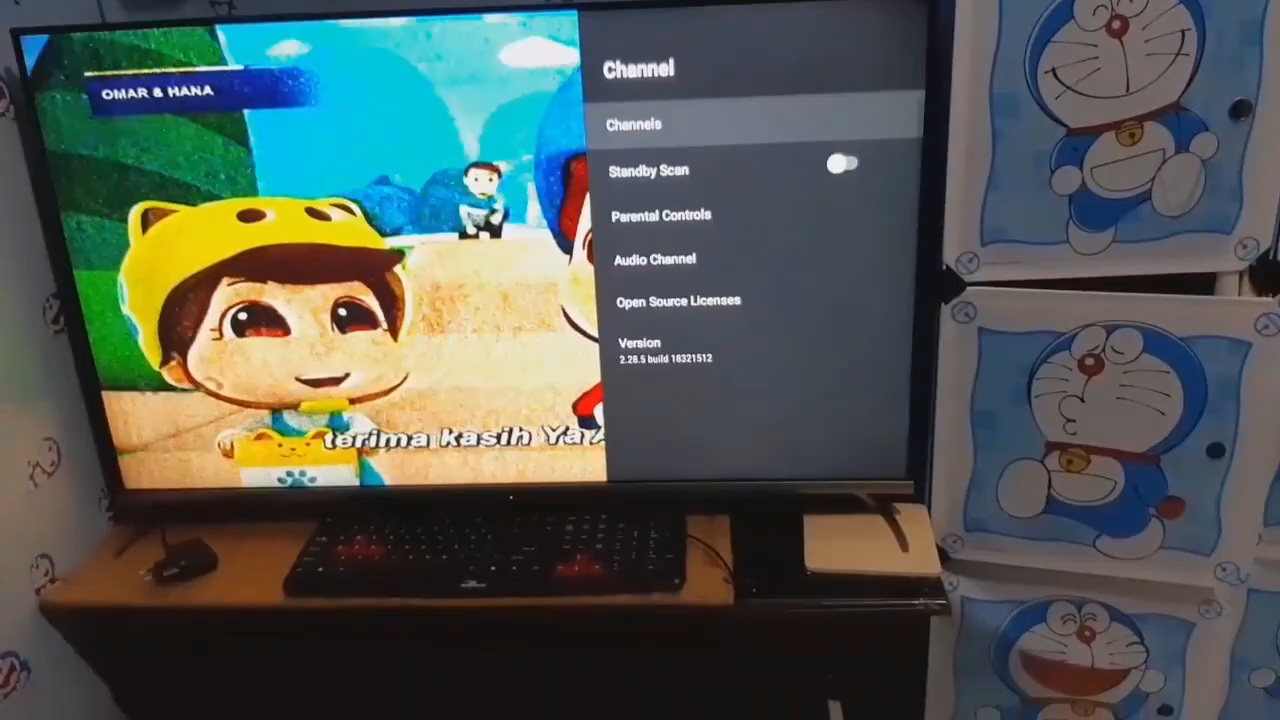 OMAR & HANA
terima kasih Ya
Channel
Channels
Standby Scan
Parental Controls
Audio Channel
Open Source Licenses
Version
2.28.5 build 18321512